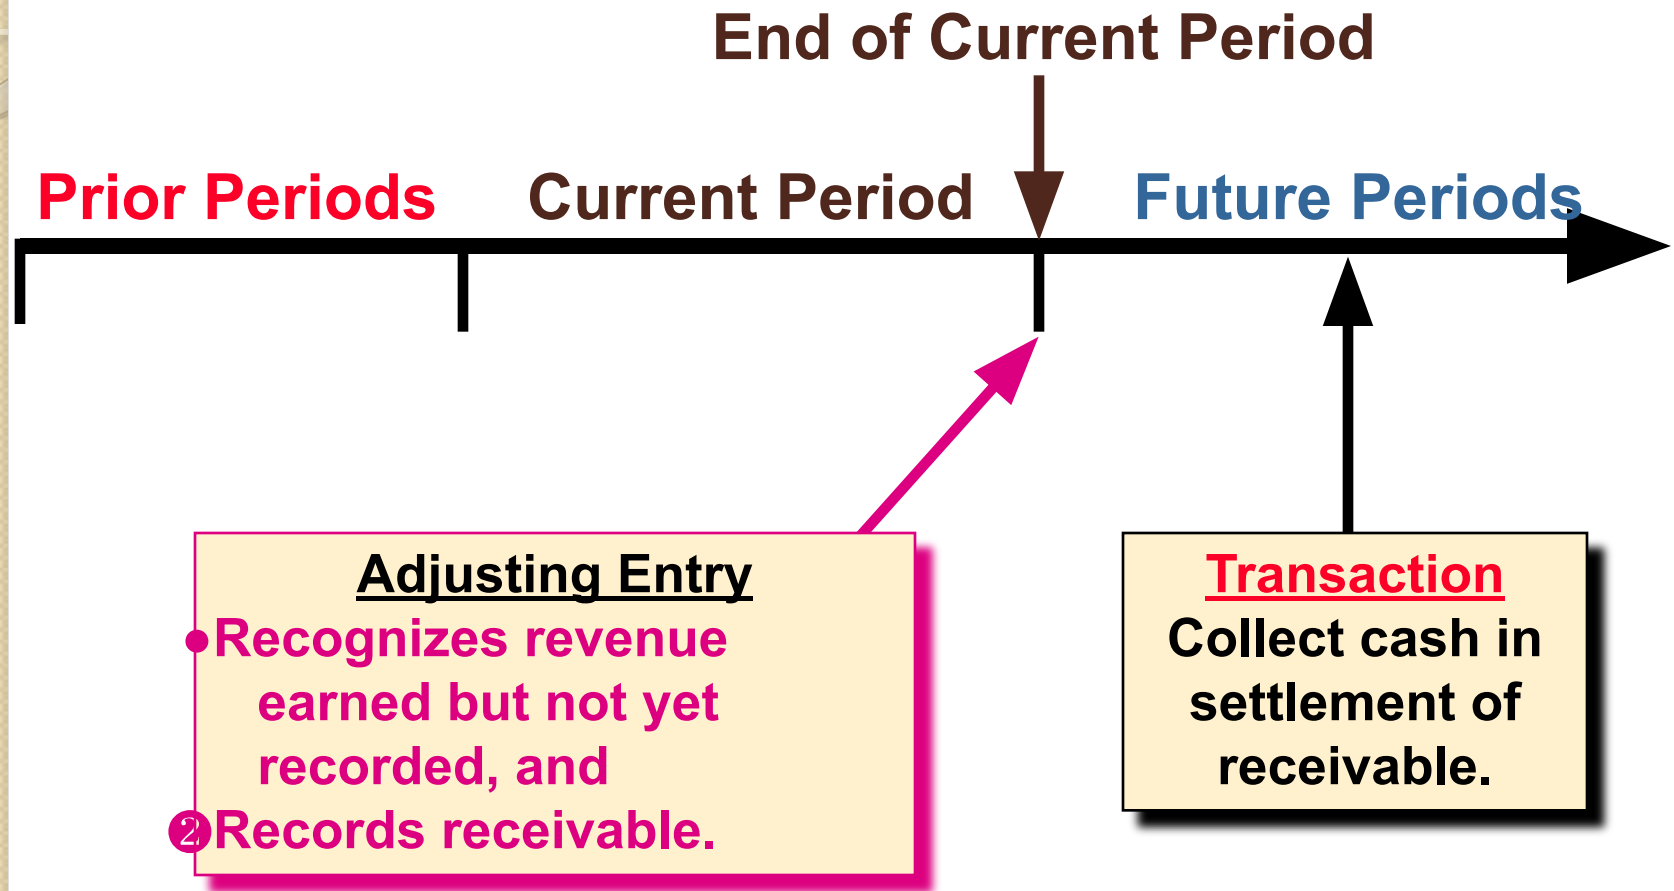 End of Current Period
Prior Periods
Current Period
Future Periods
Adjusting Entry
•Recognizes revenue
earned but not yet
recorded, and
❷Records receivable.
Transaction
Collect cash in
settlement of
receivable.